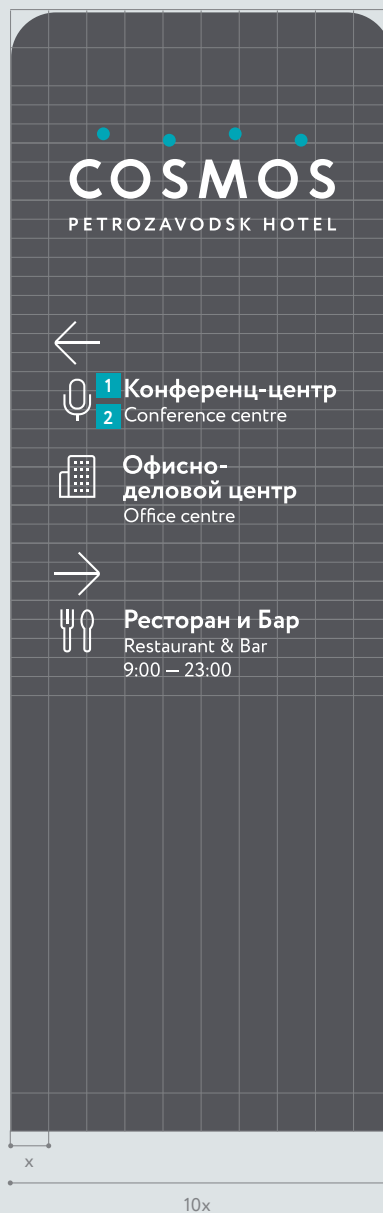 COSMOS
PETROZAVODSK HOTEL
1 Конференц-центр
2 Conference centre
Офисно-
деловой центр
Office centre
Ресторан и Бар
Restaurant & Bar
9:00 — 23:00
x
10x